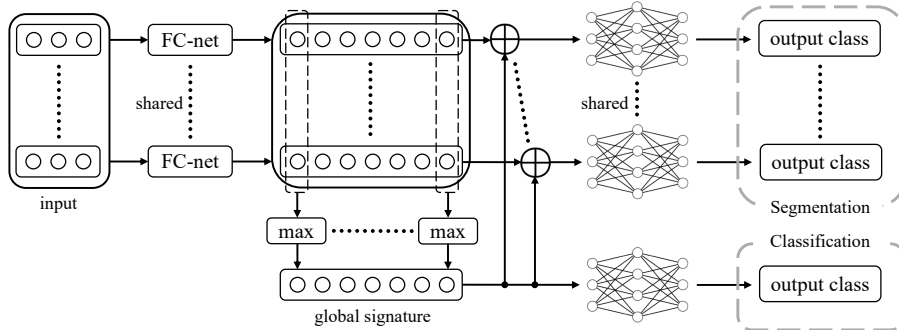 FC-net
output class
shared
shared
FC-net
output class
input
Segmentation
max
max
Classification
output class
global signature